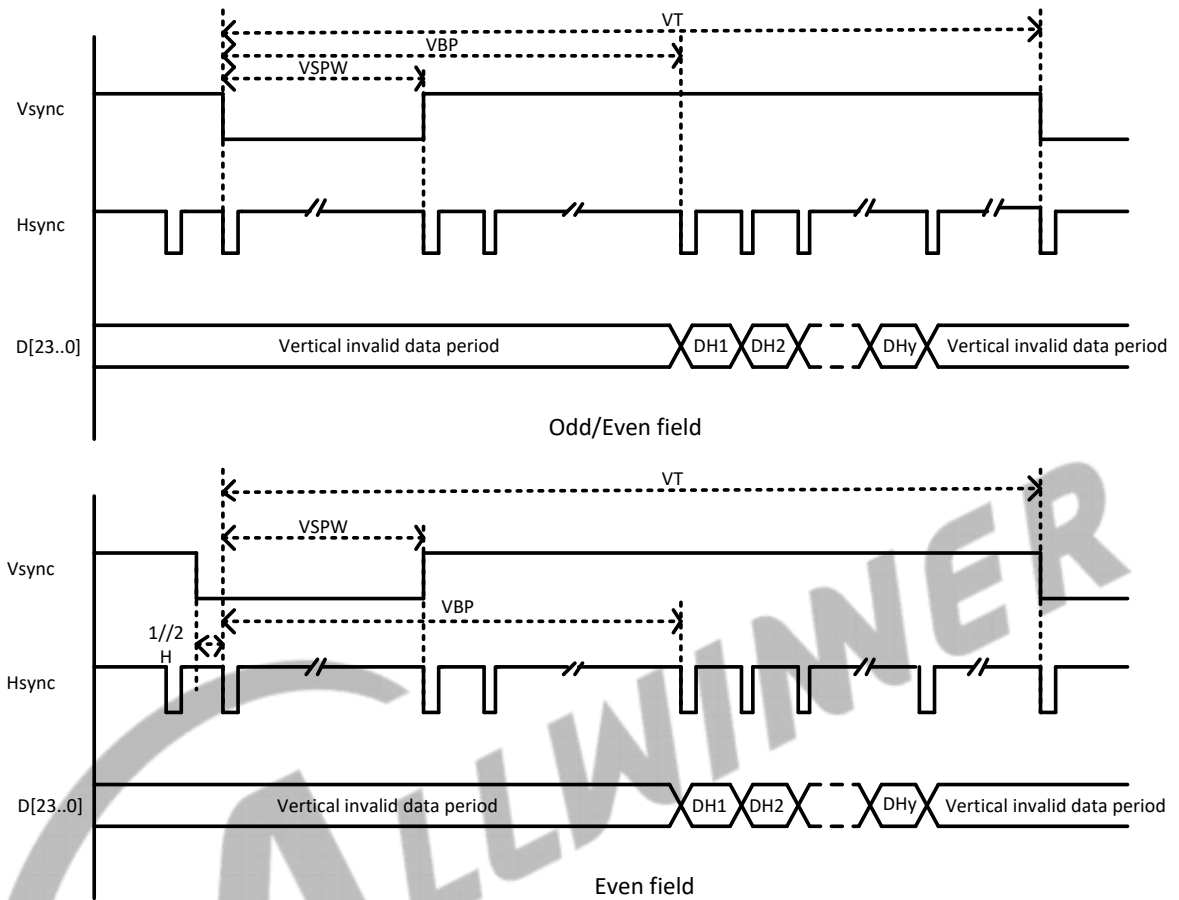 VT
VBP
VSPW
Vsync
Hsync
D[23..0]
Vertical invalid data period
DH1
DH2
DHy
Vertical invalid data period
Odd/Even field
VT
VSPW
Vsync
VBP
1//2
H
Hsync
D[23..0]
Vertical invalid data period
DH1
DH2
DHy
Vertical invalid data period
Even field
ALLWINNER